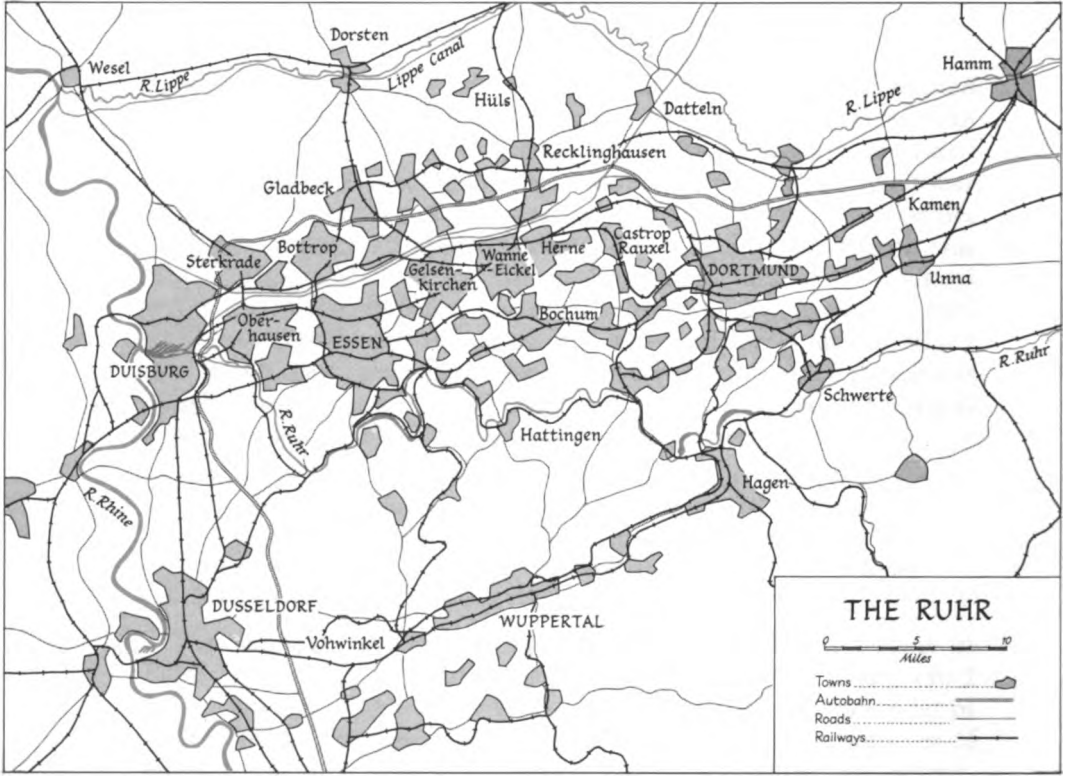 Dorsten
Wesel
R. Lippe
Lippe Canal
Hüls
Datteln
R. Lippe
Hamm
Recklinghausen
Gladbeck
Kamen
Bottrop
Sterkrade
Gelsen-
kirchen
Wanne
-Eickel
Herne
Castrop
Rauxel
DORTMUND
Unna
Ober-
hausen
ESSEN
Bochum
DUISBURG
R. Ruhr
R. Ruhr
Schwerte
Hattingen
Hagen
R. Rhine
DUSSELDORF
Vohwinkel
WUPPERTAL
THE RUHR
0 5 10
Miles
Towns
Autobahn
Roads
Railways